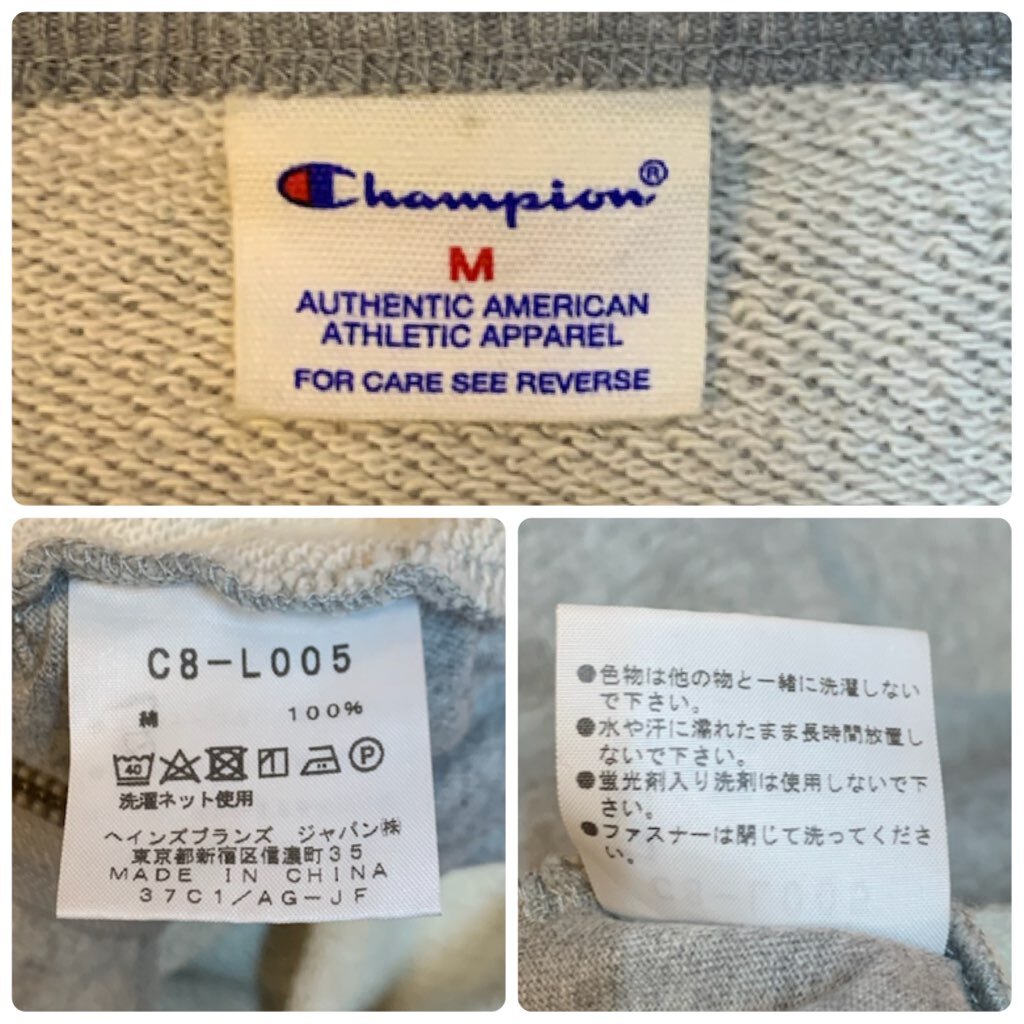 Champion®
M
AUTHENTIC AMERICAN
ATHLETIC APPAREL
FOR CARE SEE REVERSE
C8-L005
綿 100%
40 P
洗濯ネット使用
ヘインズブランズ ジャパン㈱
東京都新宿区信濃町35
MADE IN CHINA
37C1/AG-JF
●色物は他の物と一緒に洗濯しない
で下さい。
●水や汗に濡れたまま長時間放置し
ないで下さい。
●蛍光剤入り洗剤は使用しないで下
さい。
●ファスナーは閉じて洗ってくださ
い。